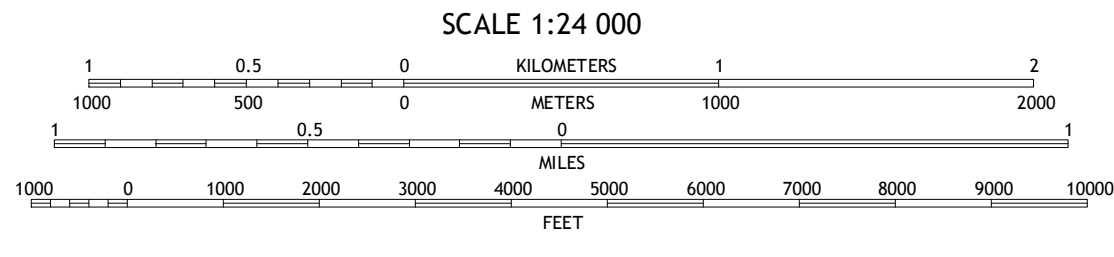 SCALE 1:24 000
1 0.5 0 KILOMETERS 1 2
1000 500 0 METERS 1000 2000
1 0.5 0 1
MILES
1000 0 1000 2000 3000 4000 5000 6000 7000 8000 9000 10000
FEET